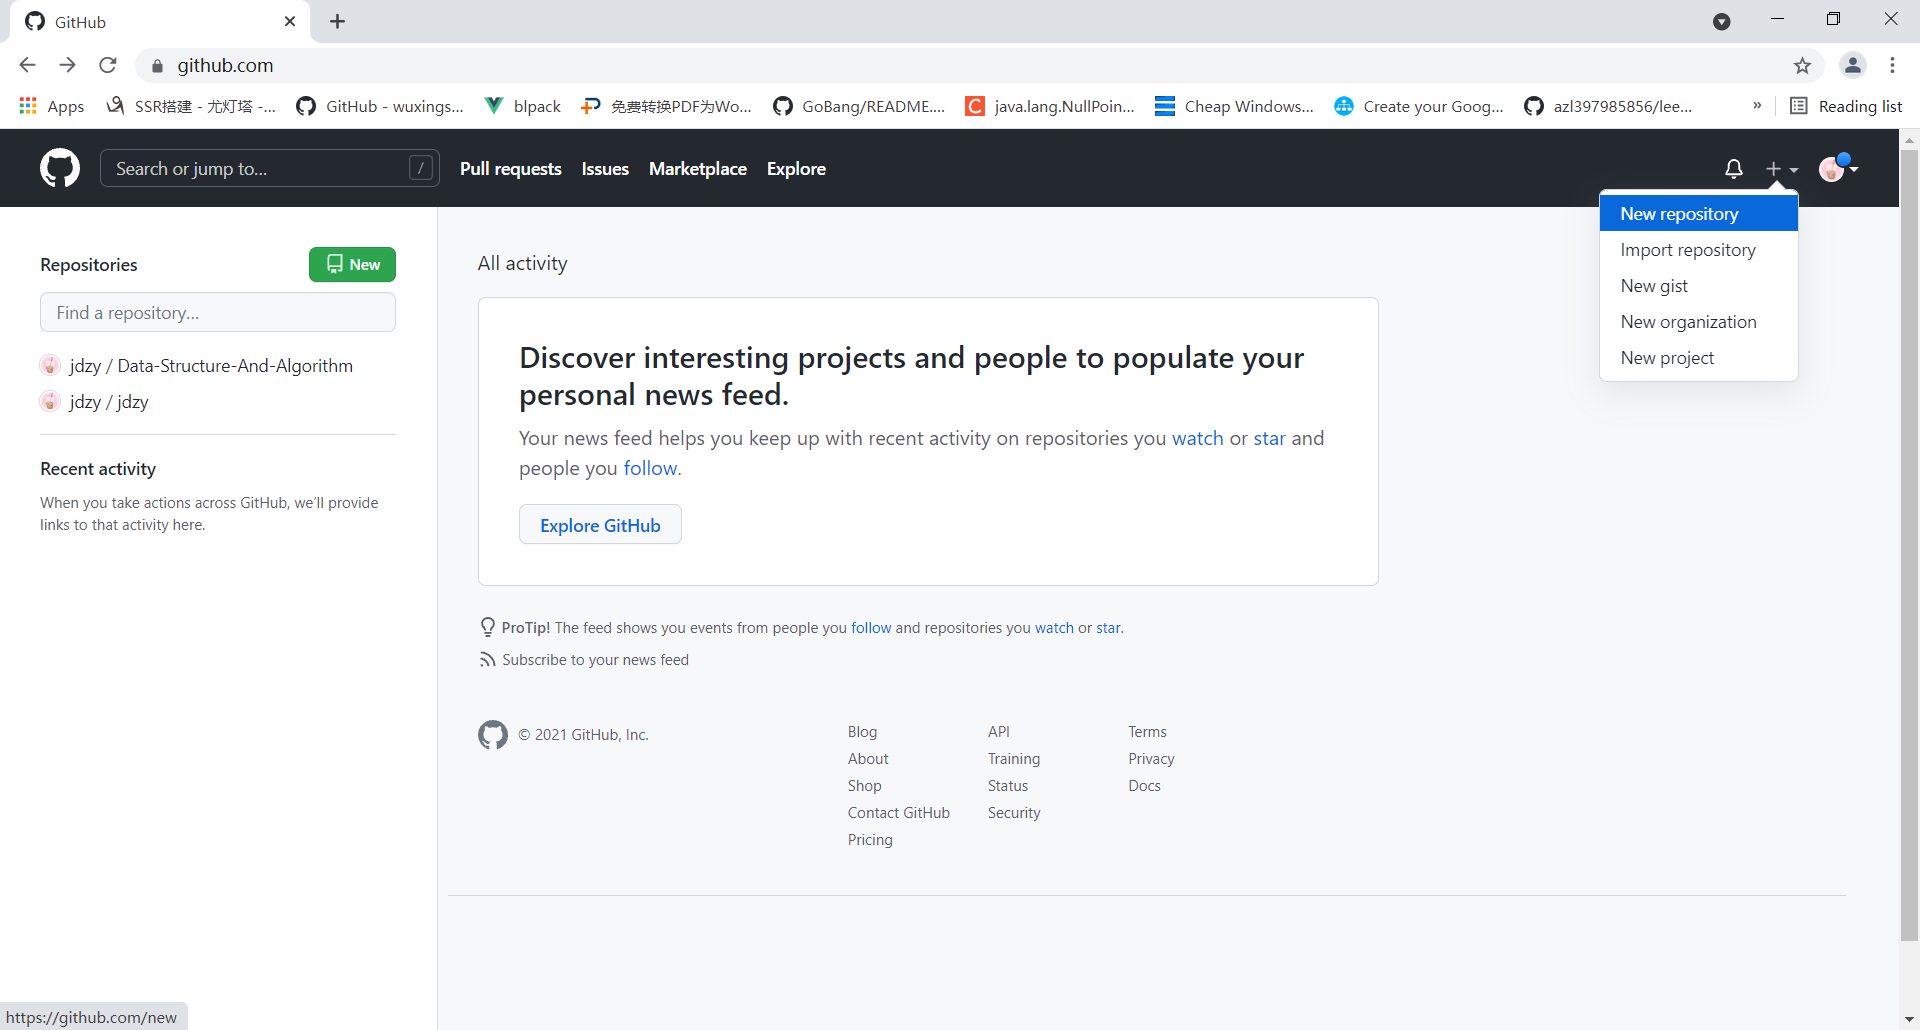 GitHub
github.com
Apps
SSR搭建 - 尤灯塔 -...
GitHub - wuxings...
blpack
免费转换PDF为Wo...
GoBang/README....
java.lang.NullPoin...
Cheap Windows...
Create your Goog...
azl397985856/lee...
»
Reading list
Search or jump to...
/
Pull requests
Issues
Marketplace
Explore
New repository
Import repository
New gist
New organization
New project
Repositories
New
Find a repository...
jdzy / Data-Structure-And-Algorithm
jdzy / jdzy
Recent activity
When you take actions across GitHub, we'll provide
links to that activity here.
All activity
Discover interesting projects and people to populate your
personal news feed.
Your news feed helps you keep up with recent activity on repositories you watch or star and
people you follow.
Explore GitHub
ProTip! The feed shows you events from people you follow and repositories you watch or star.
Subscribe to your news feed
© 2021 GitHub, Inc.
Blog
About
Shop
Contact GitHub
Pricing
API
Training
Status
Security
Terms
Privacy
Docs
https://github.com/new